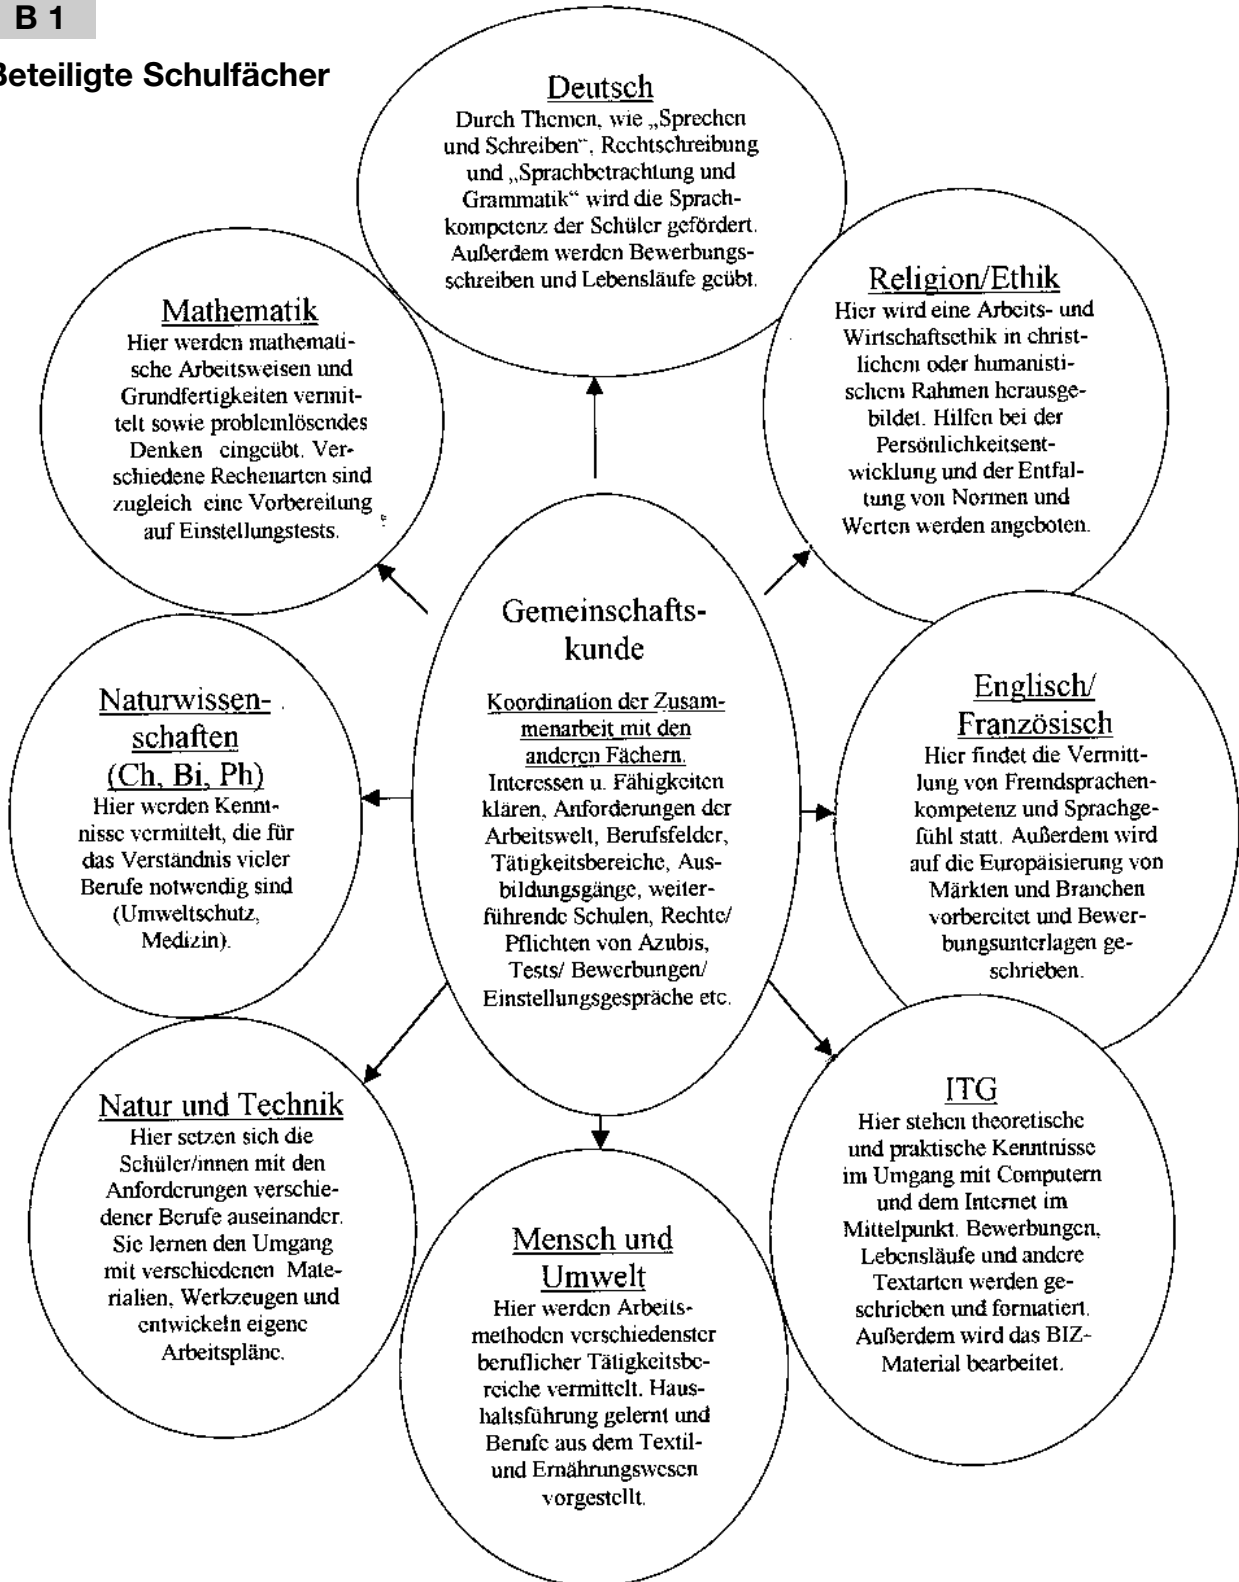 B 1
Beteiligte Schulfächer
Deutsch
Durch Themen, wie „Sprechen
und Schreiben“, Rechtschreibung
und „Sprachbetrachtung und
Grammatik“ wird die Sprach-
kompetenz der Schüler gefördert.
Außerdem werden Bewerbungs-
schreiben und Lebensläufe geübt.
Mathematik
Hier werden mathemati-
sche Arbeitsweisen und
Grundfertigkeiten vermit-
telt sowie problemlösendes
Denken eingeübt. Ver-
schiedene Rechenarten sind
zugleich eine Vorbereitung
auf Einstellungstests.
Religion/Ethik
Hier wird eine Arbeits- und
Wirtschaftsethik in christ-
lichem oder humanisti-
schem Rahmen herausge-
bildet. Hilfen bei der
Persönlichkeitsent-
wicklung und der Entfal-
tung von Normen und
Werten werden angeboten.
Gemeinschafts-
kunde
Koordination der Zusam-
menarbeit mit den
anderen Fächern.
Interessen u. Fähigkeiten
klären, Anforderungen der
Arbeitswelt, Berufsfelder,
Tätigkeitsbereiche, Aus-
bildungsgänge, weiter-
führende Schulen, Rechte/
Pflichten von Azubis,
Tests/ Bewerbungen/
Einstellungsgespräche etc.
Naturwissen-
schaften
(Ch, Bi, Ph)
Hier werden Kennt-
nisse vermittelt, die für
das Verständnis vieler
Berufe notwendig sind
(Umweltschutz,
Medizin).
Englisch/
Französisch
Hier findet die Vermitt-
lung von Fremdsprachen-
kompetenz und Sprachge-
fühl statt. Außerdem wird
auf die Europäisierung von
Märkten und Branchen
vorbereitet und Bewer-
bungsunterlagen ge-
schrieben.
Natur und Technik
Hier setzen sich die
Schüler/innen mit den
Anforderungen verschie-
dener Berufe auseinander.
Sie lernen den Umgang
mit verschiedenen Mate-
rialien, Werkzeugen und
entwickeln eigene
Arbeitspläne.
ITG
Hier stehen theoretische
und praktische Kenntnisse
im Umgang mit Computern
und dem Internet im
Mittelpunkt. Bewerbungen,
Lebensläufe und andere
Textarten werden ge-
schrieben und formatiert.
Außerdem wird das BIZ-
Material bearbeitet.
Mensch und
Umwelt
Hier werden Arbeits-
methoden verschiedenster
beruflicher Tätigkeitsbe-
reiche vermittelt. Haus-
haltsführung gelernt und
Berufe aus dem Textil-
und Ernährungswesen
vorgestellt.